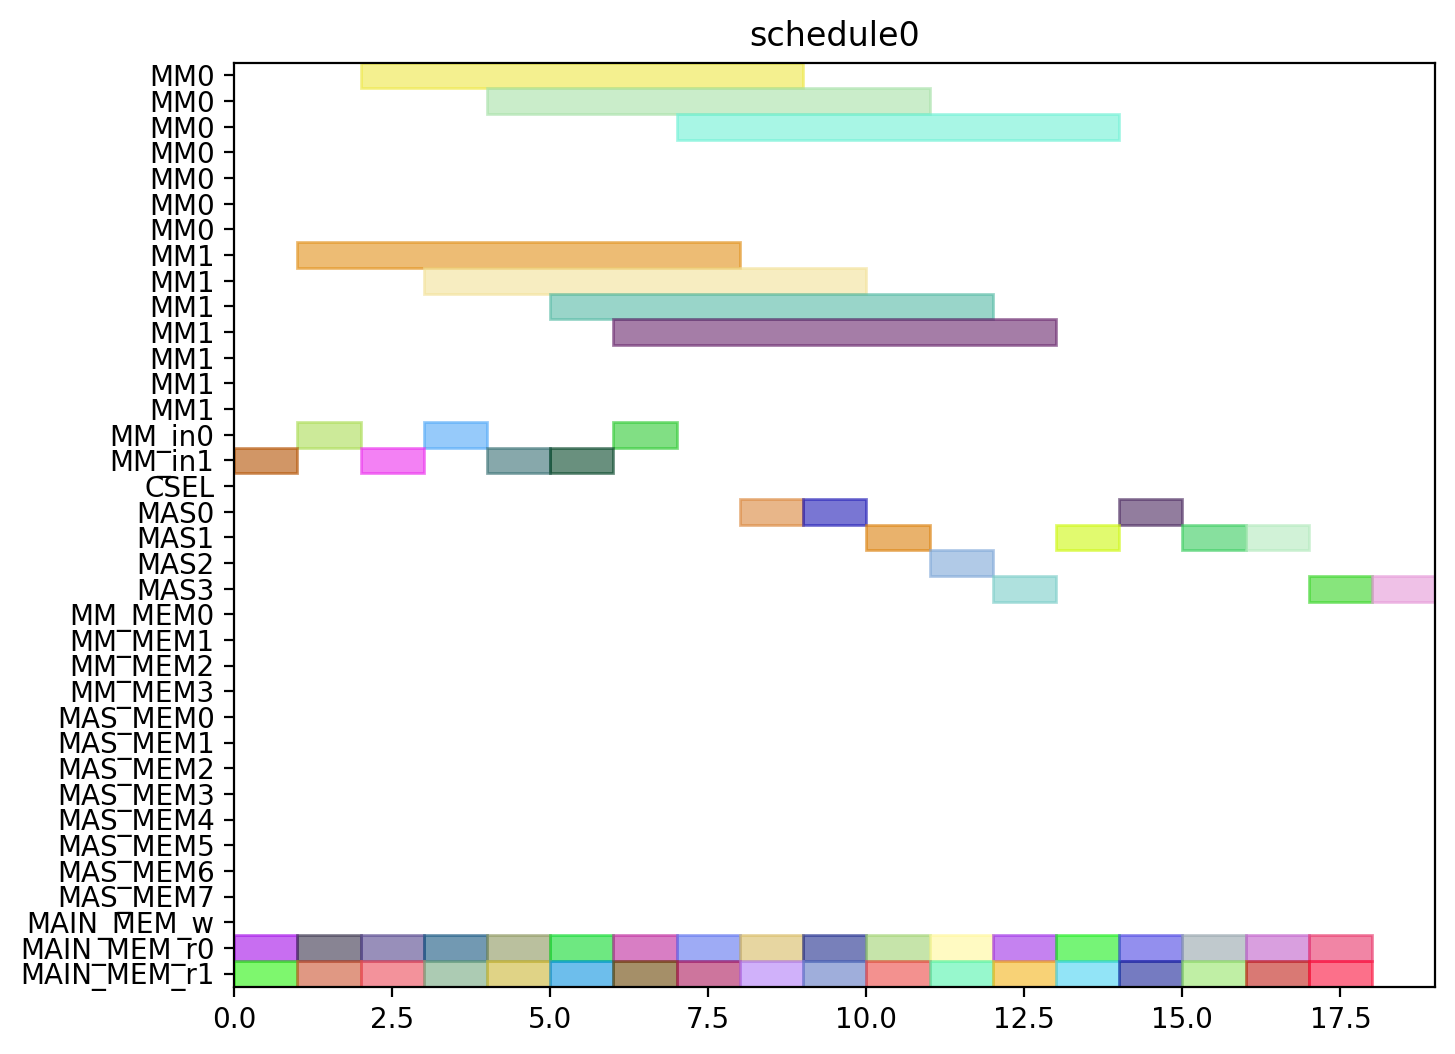 schedule0
MM0
MM0
MM0
MM0
MM0
MM0
MM0
MM1
MM1
MM1
MM1
MM1
MM1
MM1
MM_in0
MM_in1
CSEL
MAS0
MAS1
MAS2
MAS3
MM_MEM0
MM_MEM1
MM_MEM2
MM_MEM3
MAS_MEM0
MAS_MEM1
MAS_MEM2
MAS_MEM3
MAS_MEM4
MAS_MEM5
MAS_MEM6
MAS_MEM7
MAIN_MEM_w
MAIN_MEM_r0
MAIN_MEM_r1
0.0 2.5 5.0 7.5 10.0 12.5 15.0 17.5